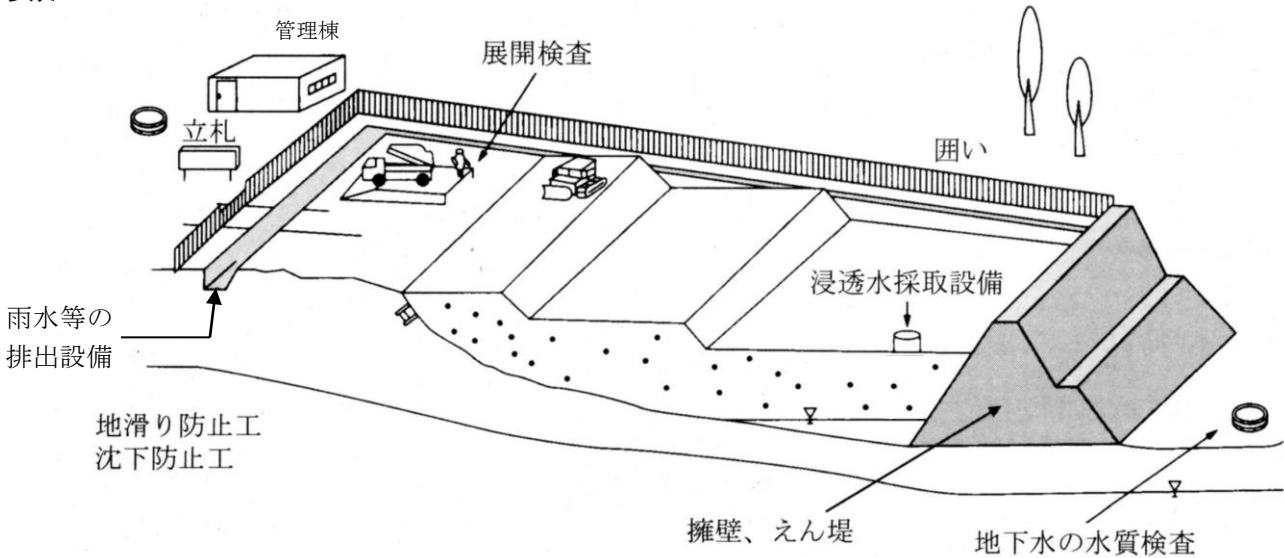 管理棟
展開検査
立札
囲い
浸透水採取設備
雨水等の
排出設備
地滑り防止工
沈下防止工
擁壁、えん堤
地下水の水質検査